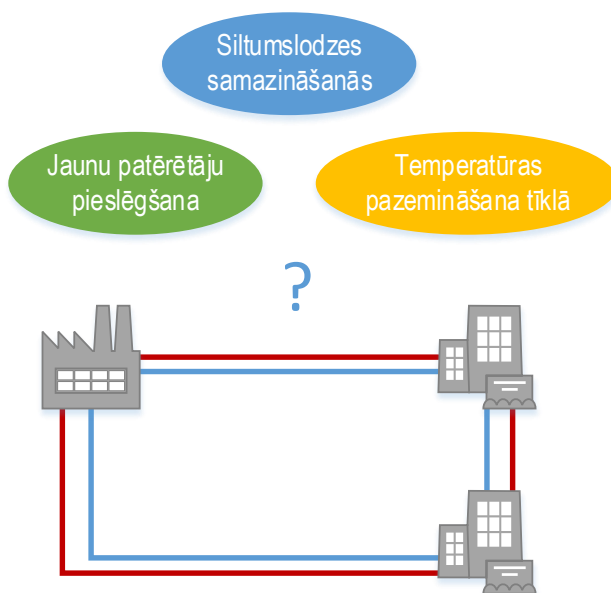 Siltumslodzes
samazināšanās
Jaunu patērētāju
pieslēgšana
Temperatūras
pazemināšana tīklā
?